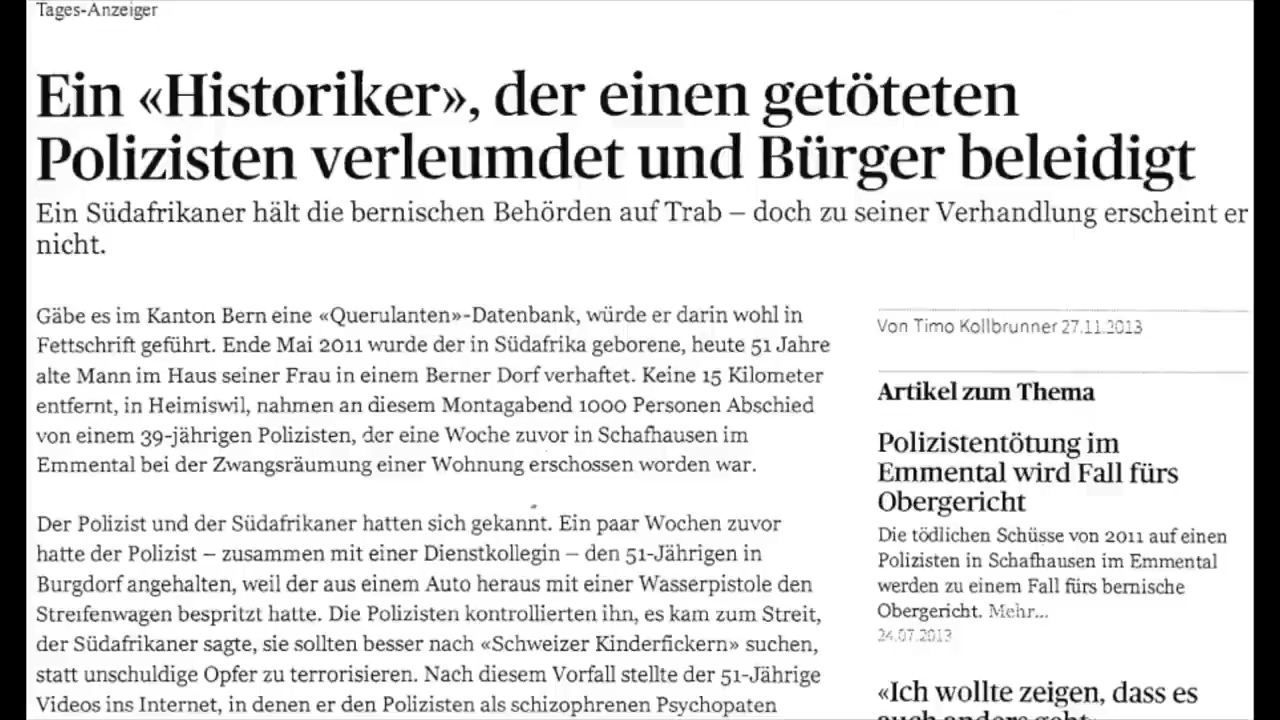 Tages-Anzeiger
Ein «Historiker», der einen getöteten
Polizisten verleumdet und Bürger beleidigt
Ein Südafrikaner hält die bernischen Behörden auf Trab – doch zu seiner Verhandlung erscheint er
nicht.
Gäbe es im Kanton Bern eine «Querulanten»-Datenbank, würde er darin wohl in
Fettschrift geführt. Ende Mai 2011 wurde der in Südafrika geborene, heute 51 Jahre
alte Mann im Haus seiner Frau in einem Berner Dorf verhaftet. Keine 15 Kilometer
entfernt, in Heimiswil, nahmen an diesem Montagabend 1000 Personen Abschied
von einem 39-jährigen Polizisten, der eine Woche zuvor in Schafhausen im
Emmental bei der Zwangsräumung einer Wohnung erschossen worden war.
Der Polizist und der Südafrikaner hatten sich gekannt. Ein paar Wochen zuvor
hatte der Polizist – zusammen mit einer Dienstkollegin – den 51-Jährigen in
Burgdorf angehalten, weil der aus einem Auto heraus mit einer Wasserpistole den
Streifenwagen bespritzt hatte. Die Polizisten kontrollierten ihn, es kam zum Streit,
der Südafrikaner sagte, sie sollten besser nach «Schweizer Kinderfickern» suchen,
statt unschuldige Opfer zu terrorisieren. Nach diesem Vorfall stellte der 51-Jährige
Videos ins Internet, in denen er den Polizisten als schizophrenen Psychopaten
Von Timo Kollbrunner 27.11.2013
Artikel zum Thema
Polizistentötung im
Emmental wird Fall fürs
Obergericht
Die tödlichen Schüsse von 2011 auf einen
Polizisten in Schafhausen im Emmental
werden zu einem Fall fürs bernische
Obergericht. Mehr...
24.07.2013
«Ich wollte zeigen, dass es
auch anders geht»